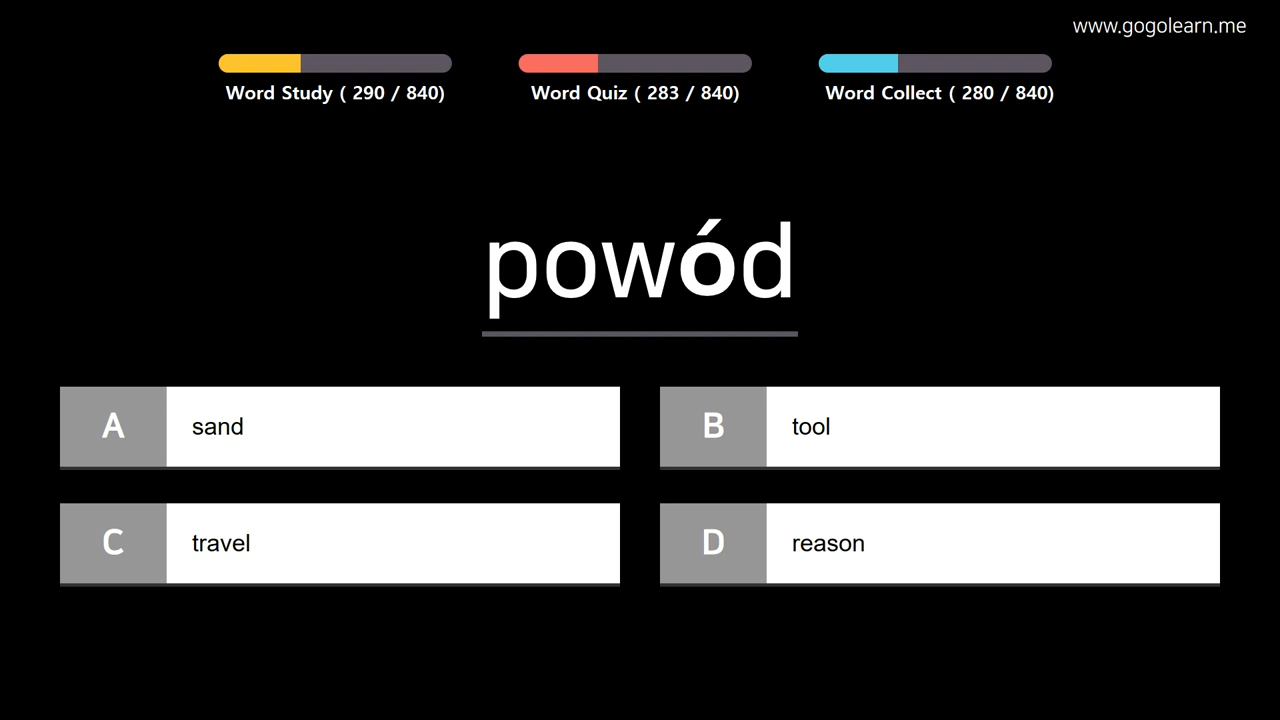 www.gogolearn.me
Word Study ( 290 / 840)
Word Quiz ( 283 / 840)
Word Collect ( 280 / 840)
powód
A sand
B tool
C travel
D reason